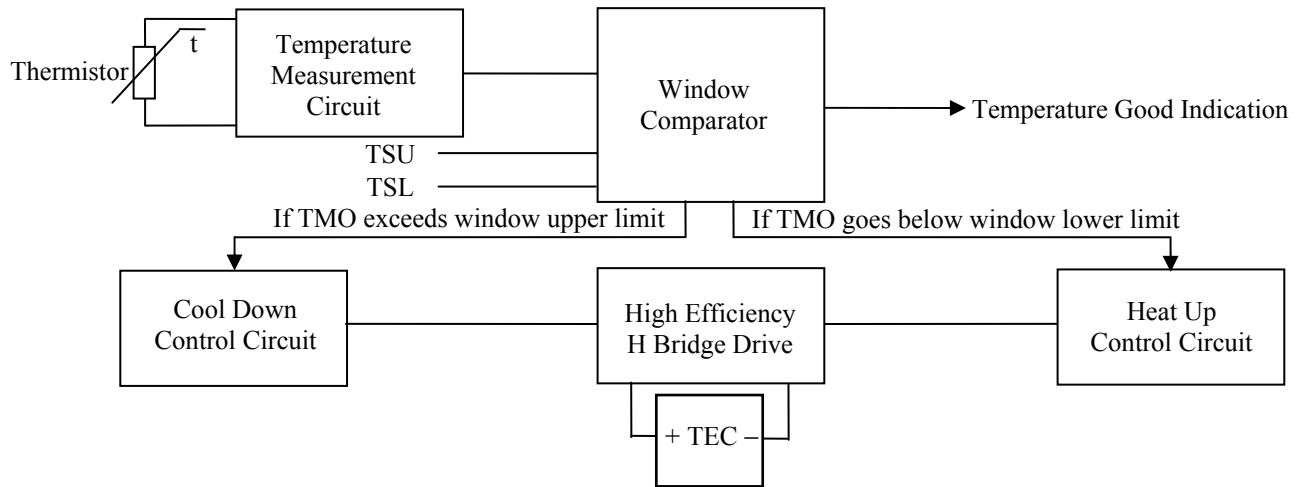 t
Thermistor
Temperature
Measurement
Circuit
Window
Comparator
Temperature Good Indication
TSU
TSL
If TMO exceeds window upper limit
If TMO goes below window lower limit
Cool Down
Control Circuit
High Efficiency
H Bridge Drive
Heat Up
Control Circuit
+ TEC –